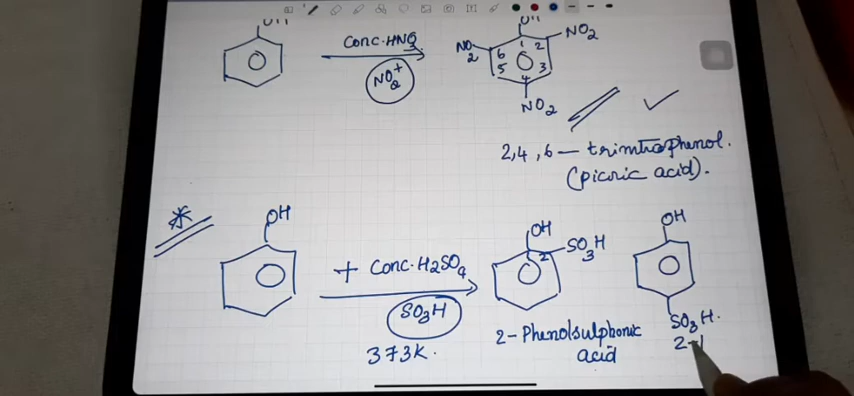 OH
OH
Conc·HNO3
NO2+
NO2
NO2
NO2
1 2 3 4 5 6
2,4,6 – trinitrophenol.
(picric acid).
OH
+ Conc·H2SO4
SO3H
373K.
OH
2
SO3H
2-Phenolsulphonic
acid
OH
SO3H.
2-